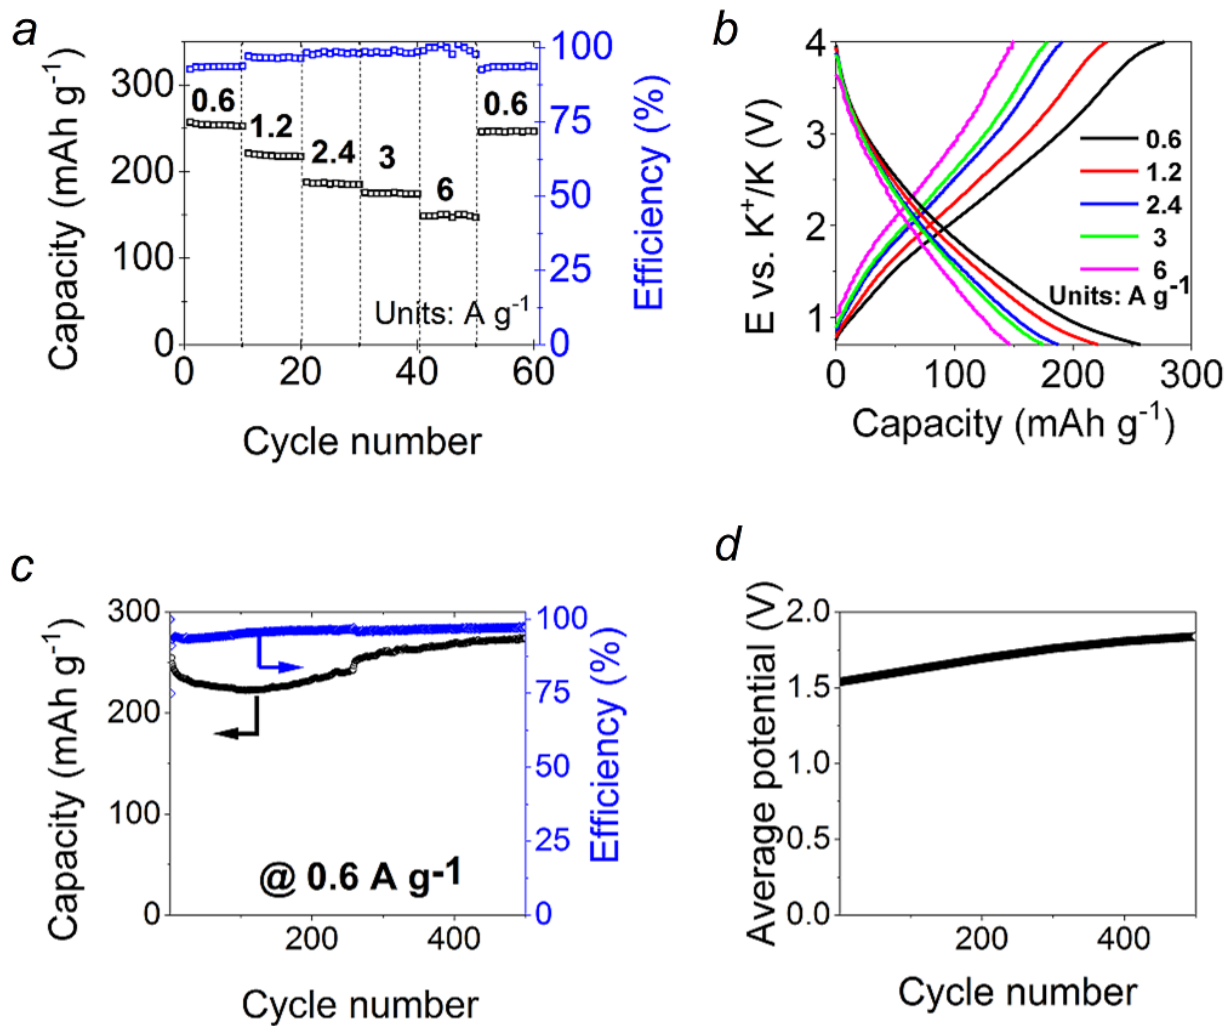 a
Capacity (mAh g-1)
300
200
100
0
0.6
1.2
2.4
3
6
0.6
Units: A g-1
100
75
50
25
0
Efficiency (%)
0 20 40 60
Cycle number
b
E vs. K+/K (V)
4
3
2
1
0.6
1.2
2.4
3
6
Units: A g-1
0 100 200 300
Capacity (mAh g-1)
c
Capacity (mAh g-1)
300
200
100
0
@ 0.6 A g-1
100
75
50
25
0
Efficiency (%)
200 400
Cycle number
d
Average potential (V)
2.0
1.5
1.0
0.5
0.0
200 400
Cycle number